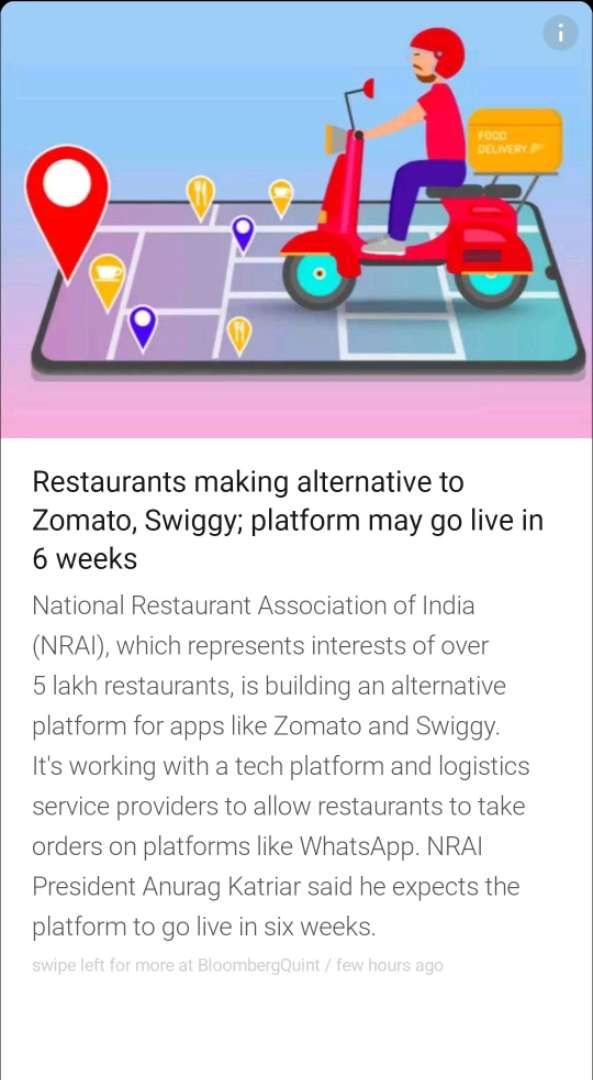 i
FOOD
DELIVERY
Restaurants making alternative to
Zomato, Swiggy; platform may go live in
6 weeks
National Restaurant Association of India
(NRAI), which represents interests of over
5 lakh restaurants, is building an alternative
platform for apps like Zomato and Swiggy.
It's working with a tech platform and logistics
service providers to allow restaurants to take
orders on platforms like WhatsApp. NRAI
President Anurag Katriar said he expects the
platform to go live in six weeks.
swipe left for more at BloombergQuint / few hours ago